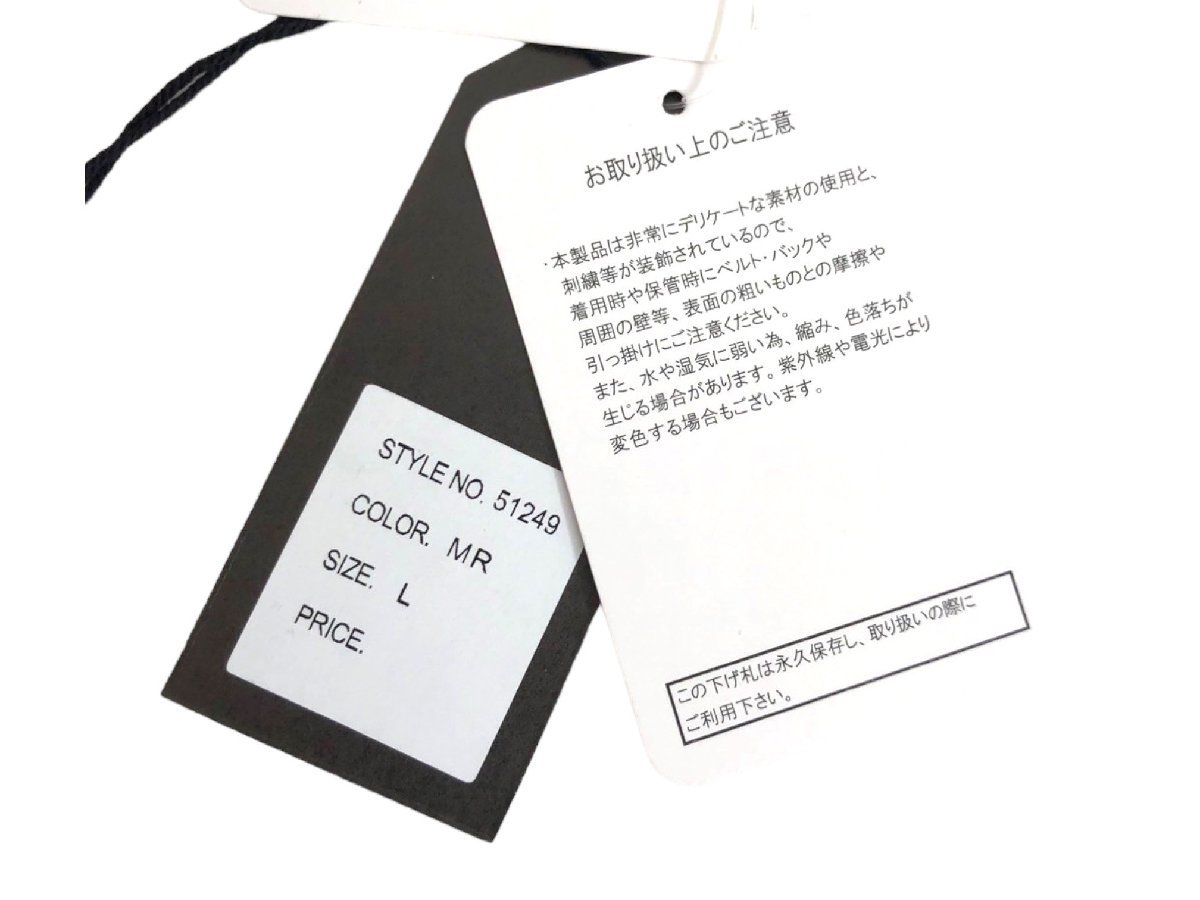 お取り扱い上のご注意
・本製品は非常にデリケートな素材の使用と、
刺繍等が装飾されているので、
着用時や保管時にベルト・バックや
周囲の壁等、表面の粗いものとの摩擦や
引っ掛けにご注意ください。
また、水や湿気に弱い為、縮み、色落ちが
生じる場合があります。紫外線や電光により
変色する場合もございます。
この下げ札は永久保存し、取り扱いの際に
ご利用下さい。
STYLE NO. 51249
COLOR. MR
SIZE. L
PRICE.